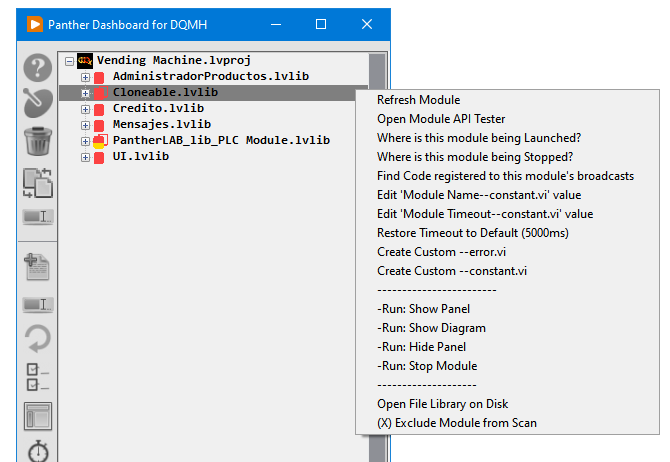 Panther Dashboard for DQMH
Vending Machine.lvproj
AdministradorProductos.lvlib
Cloneable.lvlib
Credito.lvlib
Mensajes.lvlib
PantherLAB_lib_PLC Module.lvlib
UI.lvlib
Refresh Module
Open Module API Tester
Where is this module being Launched?
Where is this module being Stopped?
Find Code registered to this module's broadcasts
Edit 'Module Name--constant.vi' value
Edit 'Module Timeout--constant.vi' value
Restore Timeout to Default (5000ms)
Create Custom --error.vi
Create Custom --constant.vi
------------------------
-Run: Show Panel
-Run: Show Diagram
-Run: Hide Panel
-Run: Stop Module
--------------------
Open File Library on Disk
(X) Exclude Module from Scan